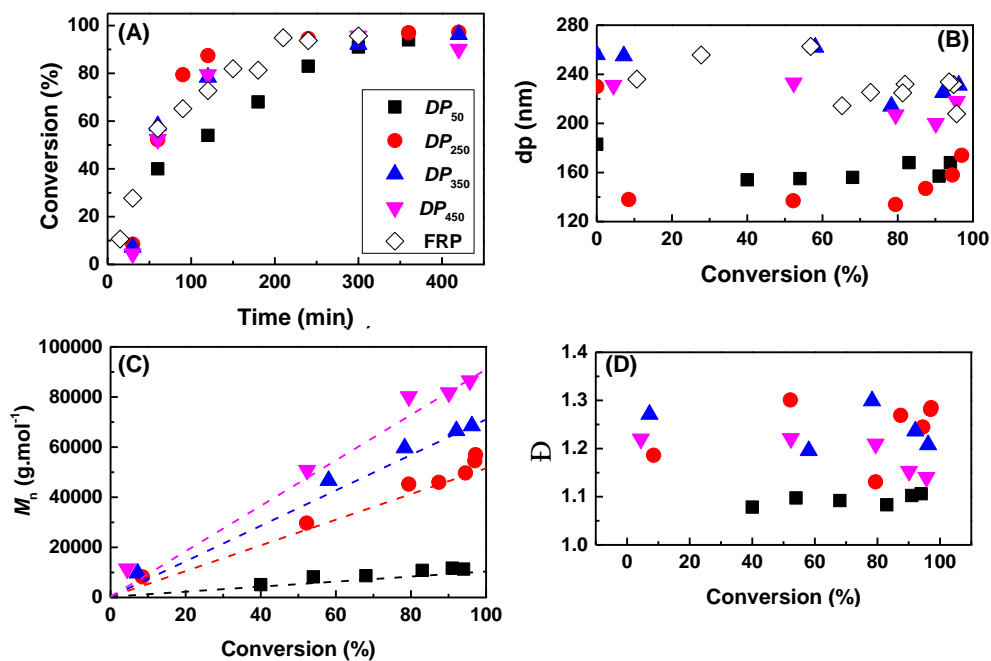 (A)
Conversion (%)
100
80
60
40
20
0
DP50
DP250
DP350
DP450
FRP
0 100 200 300 400
Time (min)
(B)
dp (nm)
280
240
200
160
120
0 20 40 60 80 100
Conversion (%)
(C)
Mn (g.mol-1)
100000
80000
60000
40000
20000
0
0 20 40 60 80 100
Conversion (%)
(D)
Đ
1.4
1.3
1.2
1.1
1.0
0 20 40 60 80 100
Conversion (%)